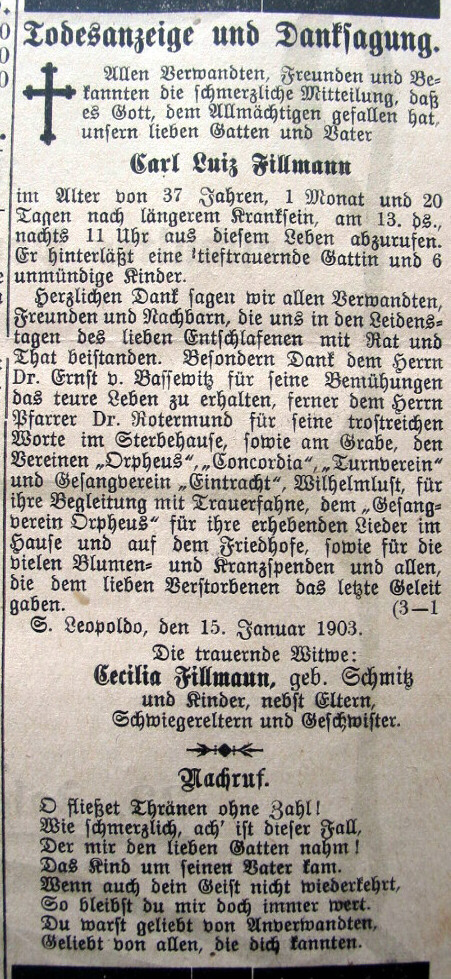 Todesanzeige und Danksagung.
Allen Verwandten, Freunden und Be-
kannten die schmerzliche Mitteilung, daß
es Gott, dem Allmächtigen gefallen hat,
unsern lieben Gatten und Vater
Carl Luiz Fillmann
im Alter von 37 Jahren, 1 Monat und 20
Tagen nach längerem Kranksein, am 13. ds.,
nachts 11 Uhr aus diesem Leben abzurufen.
Er hinterläßt eine tieftrauernde Gattin und 6
unmündige Kinder.
Herzlichen Dank sagen wir allen Verwandten,
Freunden und Nachbarn, die uns in den Leidens-
tagen des lieben Entschlafenen mit Rat und
That beistanden. Besondern Dank dem Herrn
Dr. Ernst v. Bassewitz für seine Bemühungen
das teure Leben zu erhalten, ferner dem Herrn
Pfarrer Dr. Rotermund für seine trostreichen
Worte im Sterbehause, sowie am Grabe, den
Vereinen „Orpheus“, „Concordia“, „Turnverein“
und Gesangverein „Eintracht“, Wilhelmlust, für
ihre Begleitung mit Trauerfahne, dem „Gesang-
verein Orpheus“ für ihre erhebenden Lieder im
Hause und auf dem Friedhofe, sowie für die
vielen Blumen- und Kranzspenden und allen,
die dem lieben Verstorbenen das letzte Geleit
gaben. (3—1
S. Leopoldo, den 15. Januar 1903.
Die trauernde Witwe:
Cecilia Fillmann, geb. Schmitz
und Kinder, nebst Eltern,
Schwiegereltern und Geschwister.
Nachruf.
O fließet Thränen ohne Zahl!
Wie schmerzlich, ach' ist dieser Fall,
Der mir den lieben Gatten nahm!
Das Kind um seinen Vater kam.
Wenn auch dein Geist nicht wiederkehrt,
So bleibst du mir doch immer wert.
Du warst geliebt von Anverwandten,
Geliebt von allen, die dich kannten.